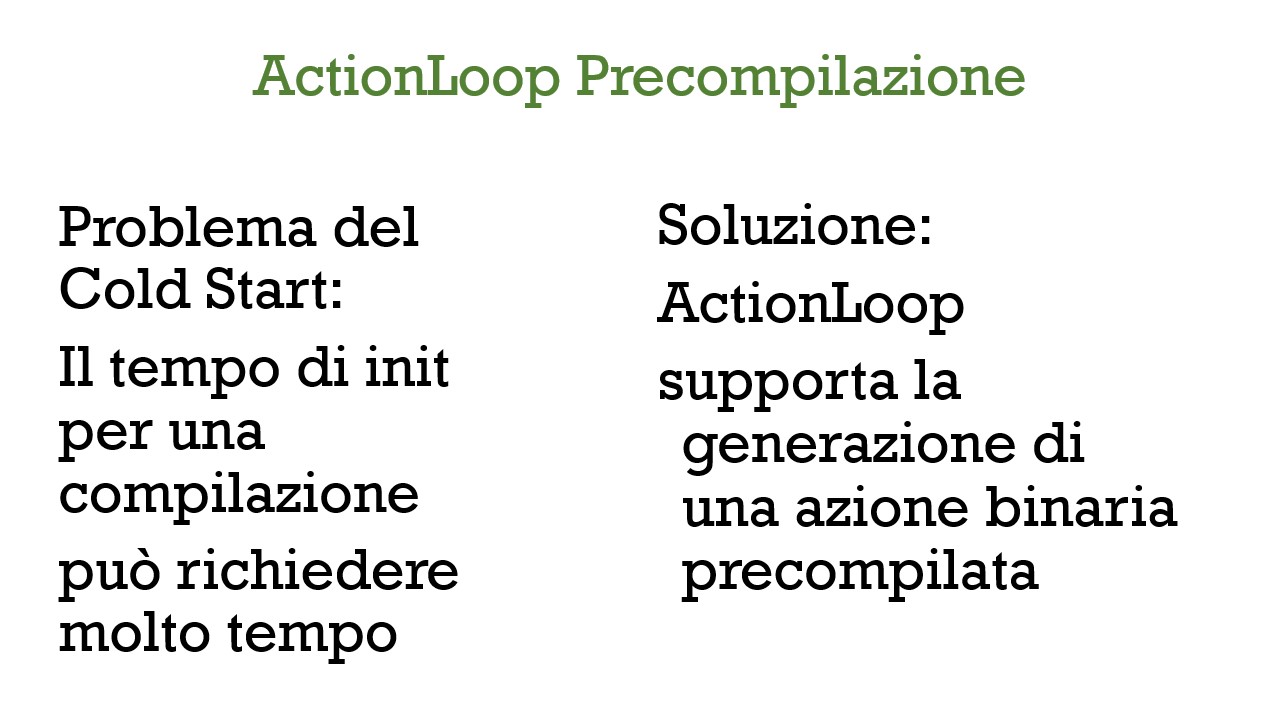 ActionLoop Precompilazione
Problema del
Cold Start:
Il tempo di init
per una
compilazione
può richiedere
molto tempo
Soluzione:
ActionLoop
supporta la
generazione di
una azione binaria
precompilata